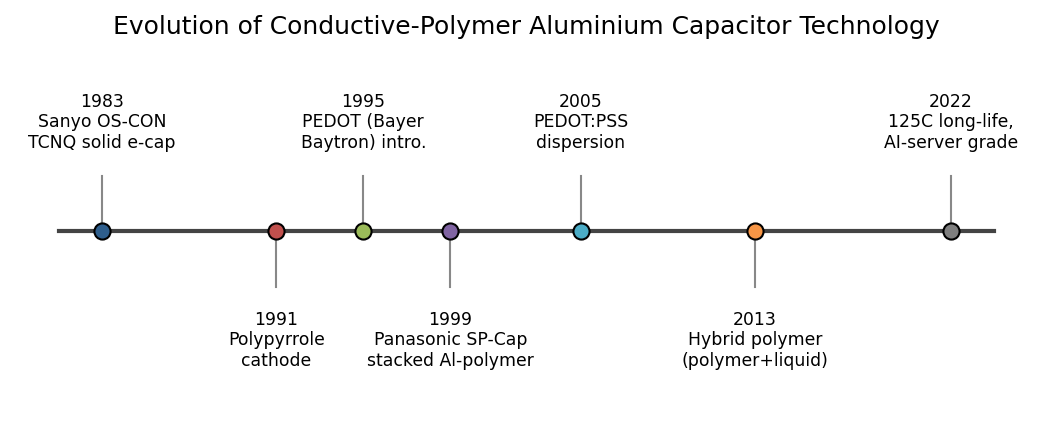 Evolution of Conductive-Polymer Aluminium Capacitor Technology
1983
Sanyo OS-CON
TCNQ solid e-cap
1991
Polypyrrole
cathode
1995
PEDOT (Bayer
Baytron) intro.
1999
Panasonic SP-Cap
stacked Al-polymer
2005
PEDOT:PSS
dispersion
2013
Hybrid polymer
(polymer+liquid)
2022
125C long-life,
AI-server grade